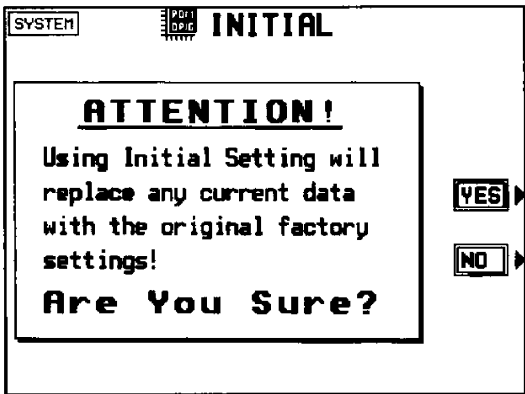 SYSTEM
INITIAL
ATTENTION!
Using Initial Setting will
replace any current data
with the original factory
settings!
Are You Sure?
YES
NO